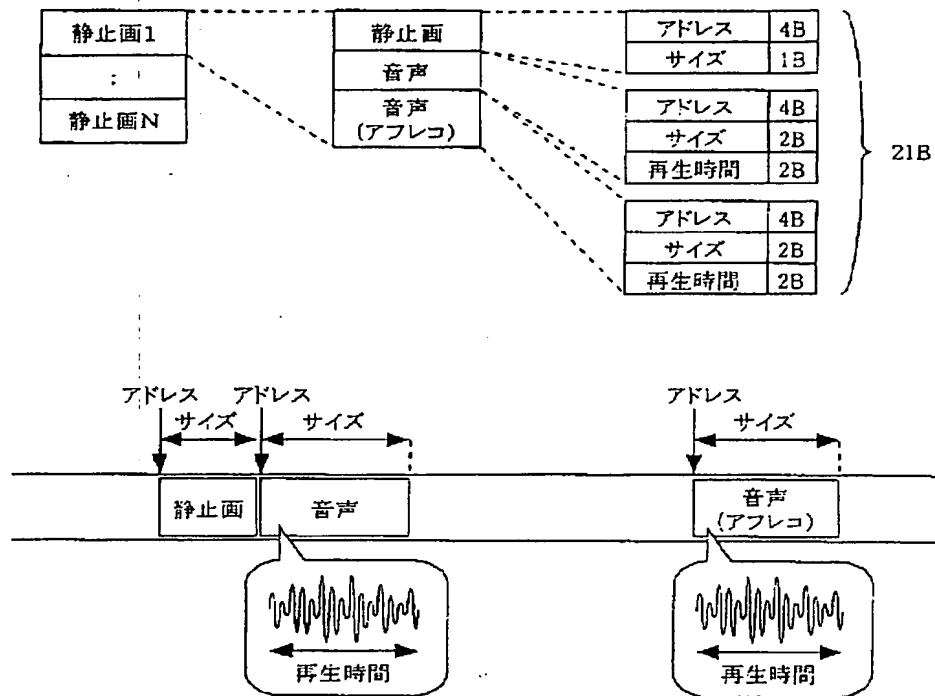 静止画1
:
静止画N
静止画
音声
音声
(アフレコ)
アドレス 4B
サイズ 1B
アドレス 4B
サイズ 2B
再生時間 2B
アドレス 4B
サイズ 2B
再生時間 2B
21B
アドレス アドレス アドレス
サイズ サイズ サイズ
静止画 音声 音声
(アフレコ)
再生時間 再生時間